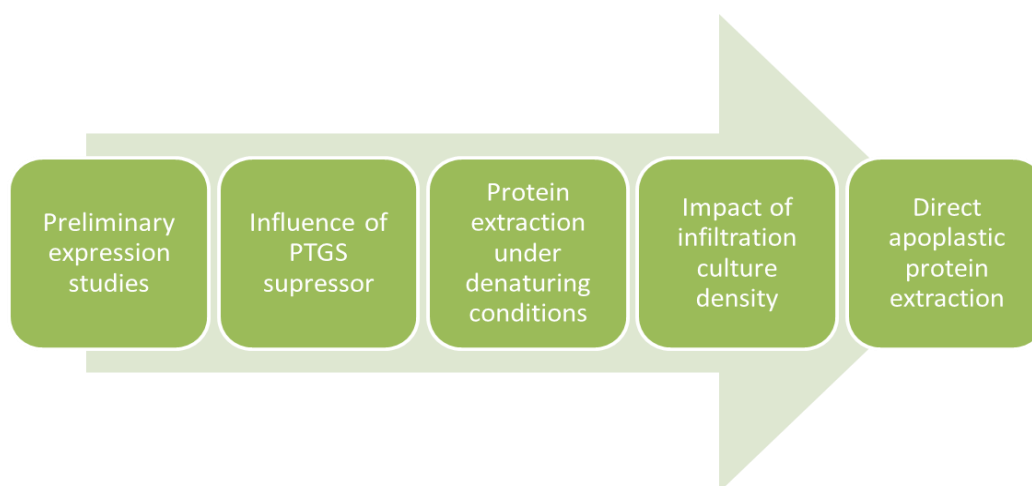 Preliminary
expression
studies
Influence of
PTGS
supressor
Protein
extraction
under
denaturing
conditions
Impact of
infiltration
culture
density
Direct
apoplastic
protein
extraction